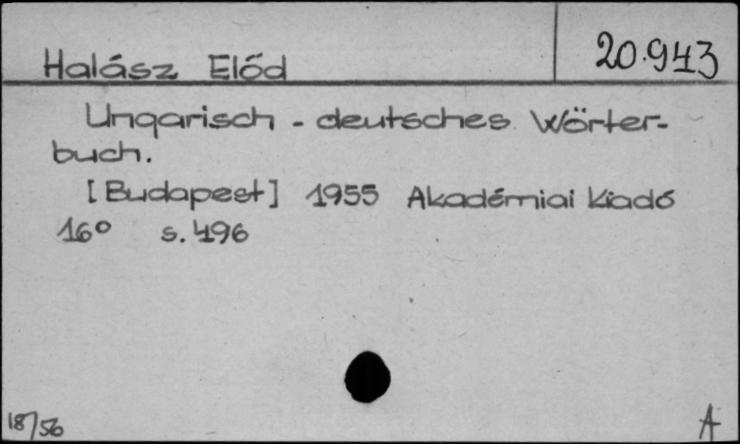 Halász Előd
20.943
Ungarisch - deutsches Wörter-
buch.
[Budapest] 1955 Akadémiai Kiadó
16° s. 496
18/56
A